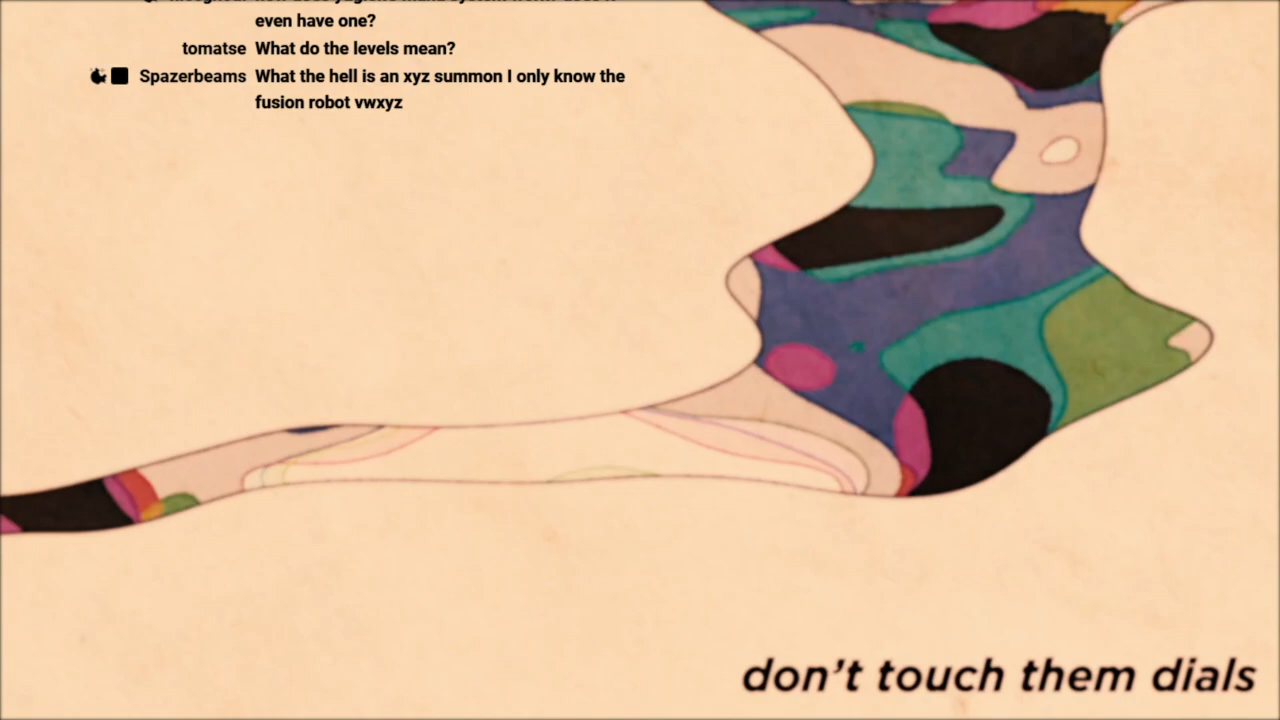 even have one?
tomatse What do the levels mean?
Spazerbeams What the hell is an xyz summon I only know the
fusion robot vwxyz
don't touch them dials